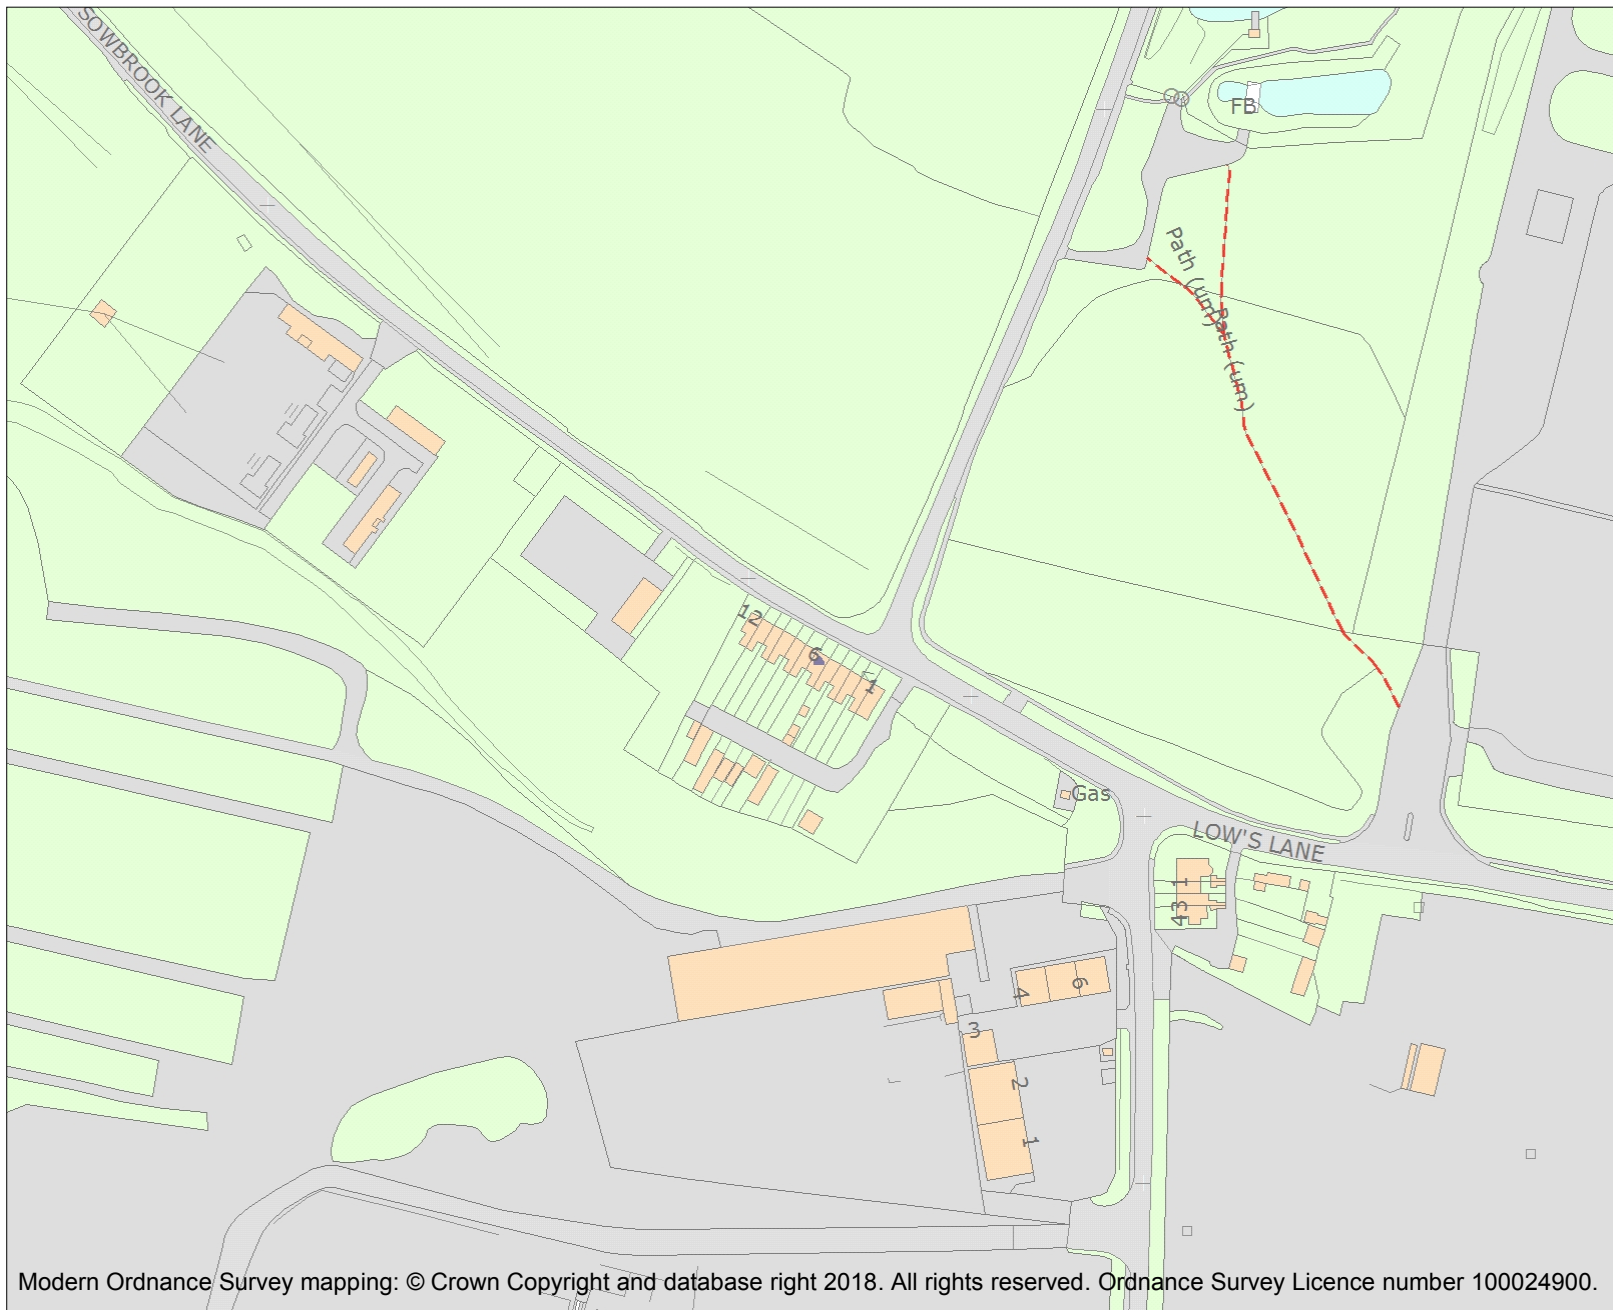 SOWBROOK LANE
FB
Path (um)
Path (um)
12
6
1
Gas
LOW'S LANE
1
3
4
4
6
3
2
1
Modern Ordnance Survey mapping: © Crown Copyright and database right 2018. All rights reserved. Ordnance Survey Licence number 100024900.